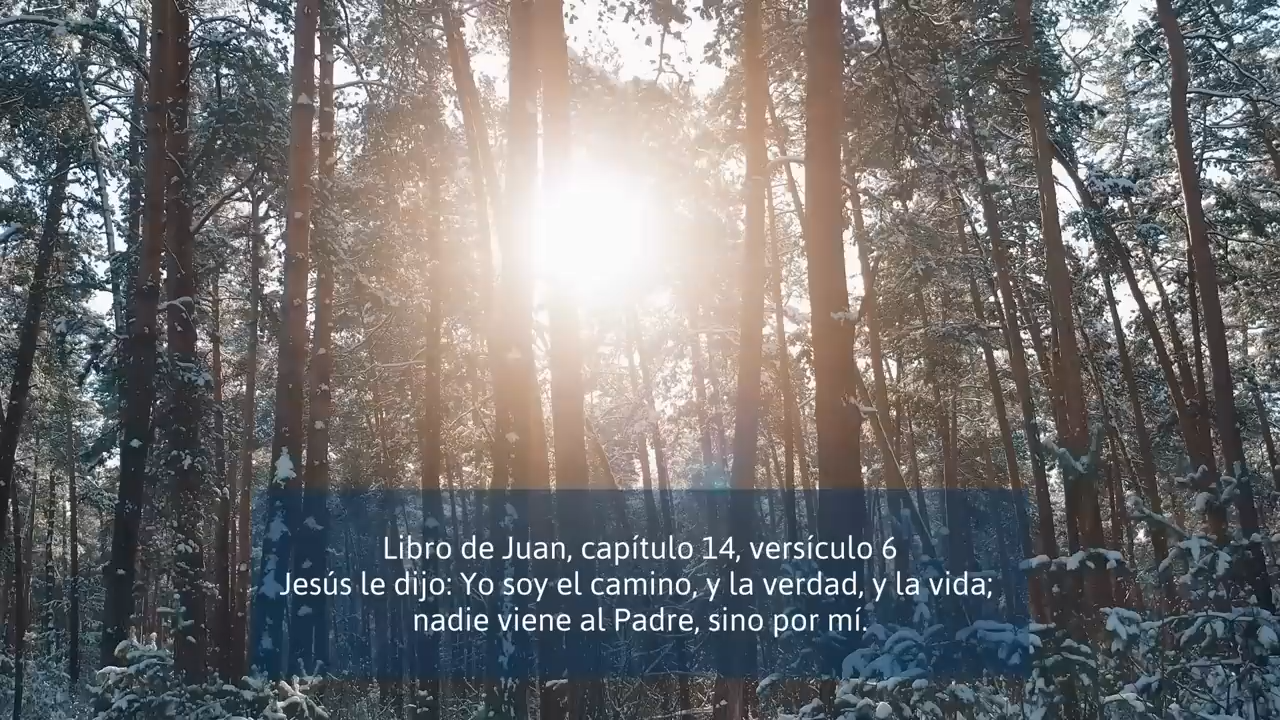 Libro de Juan, capítulo 14, versículo 6
Jesús le dijo: Yo soy el camino, y la verdad, y la vida;
nadie viene al Padre, sino por mí.